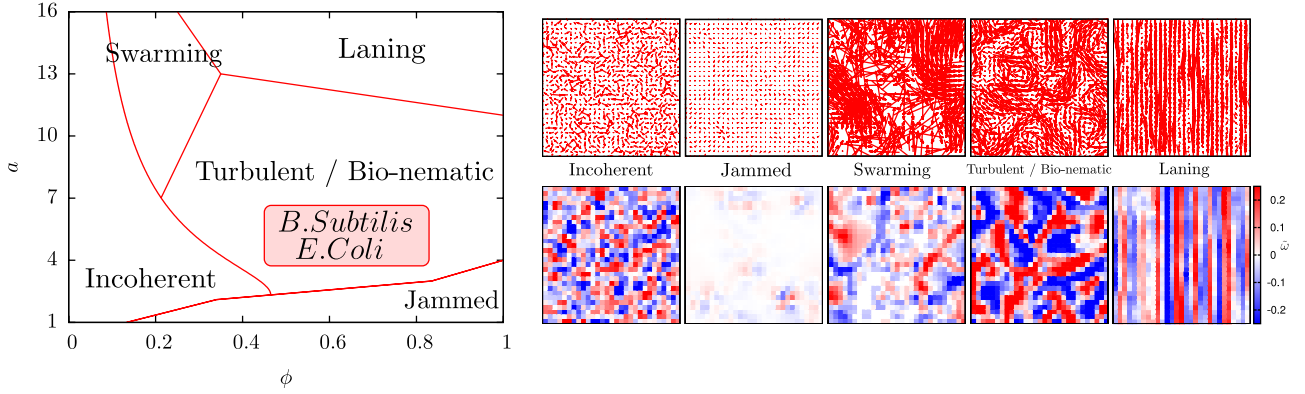 16
13
10
7
4
1
a
0
0.2
0.4
0.6
0.8
1
ϕ
Swarming
Laning
Turbulent / Bio-nematic
B.Subtilis
E.Coli
Incoherent
Jammed
Incoherent
Jammed
Swarming
Turbulent / Bio-nematic
Laning
0.2
0.1
0
-0.1
-0.2